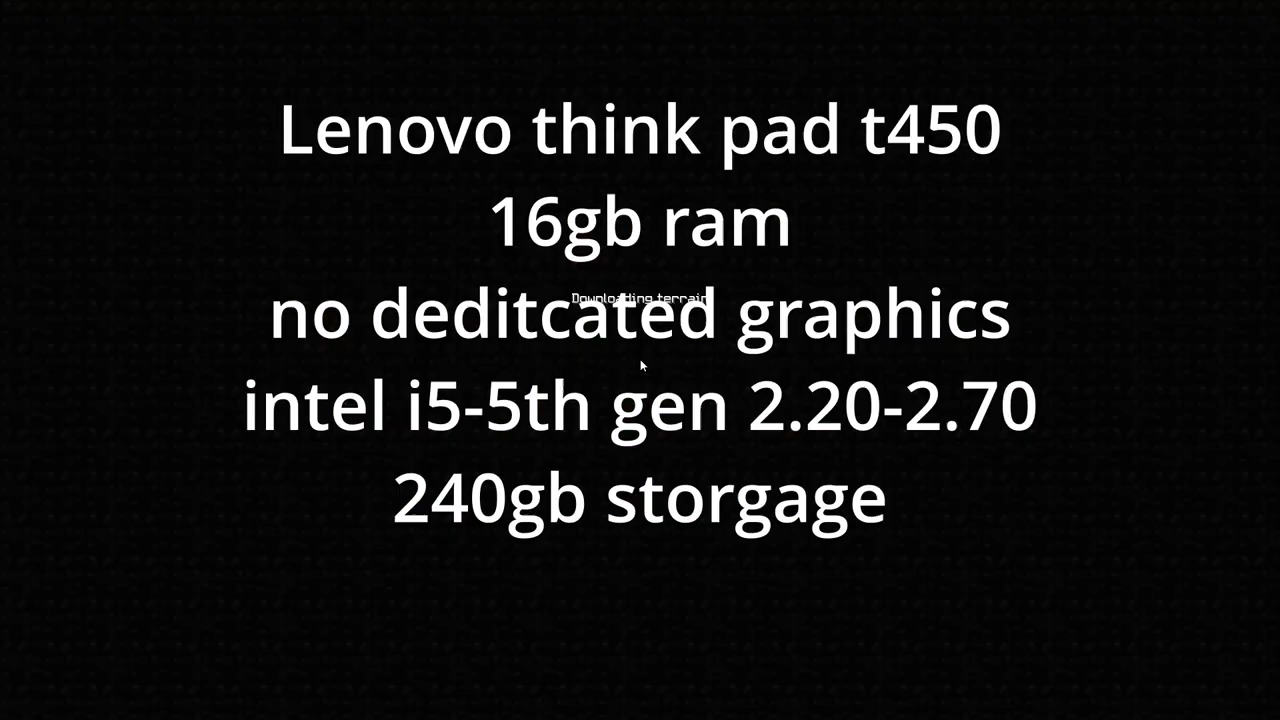 Lenovo think pad t450
16gb ram
Downloading terrain
no deditcated graphics
intel i5-5th gen 2.20-2.70
240gb storgage